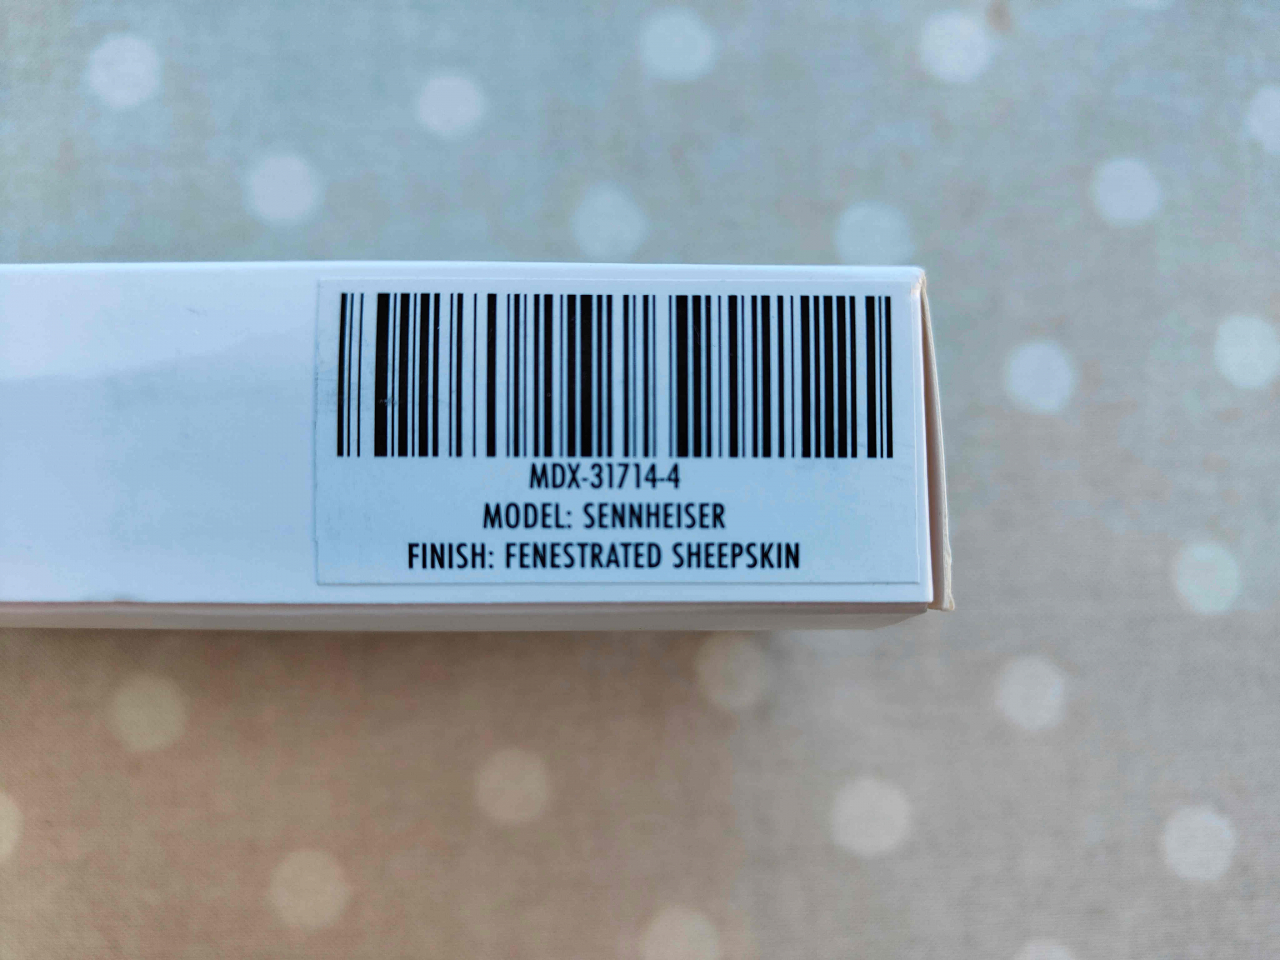 MDX-31714-4
MODEL: SENNHEISER
FINISH: FENESTRATED SHEEPSKIN